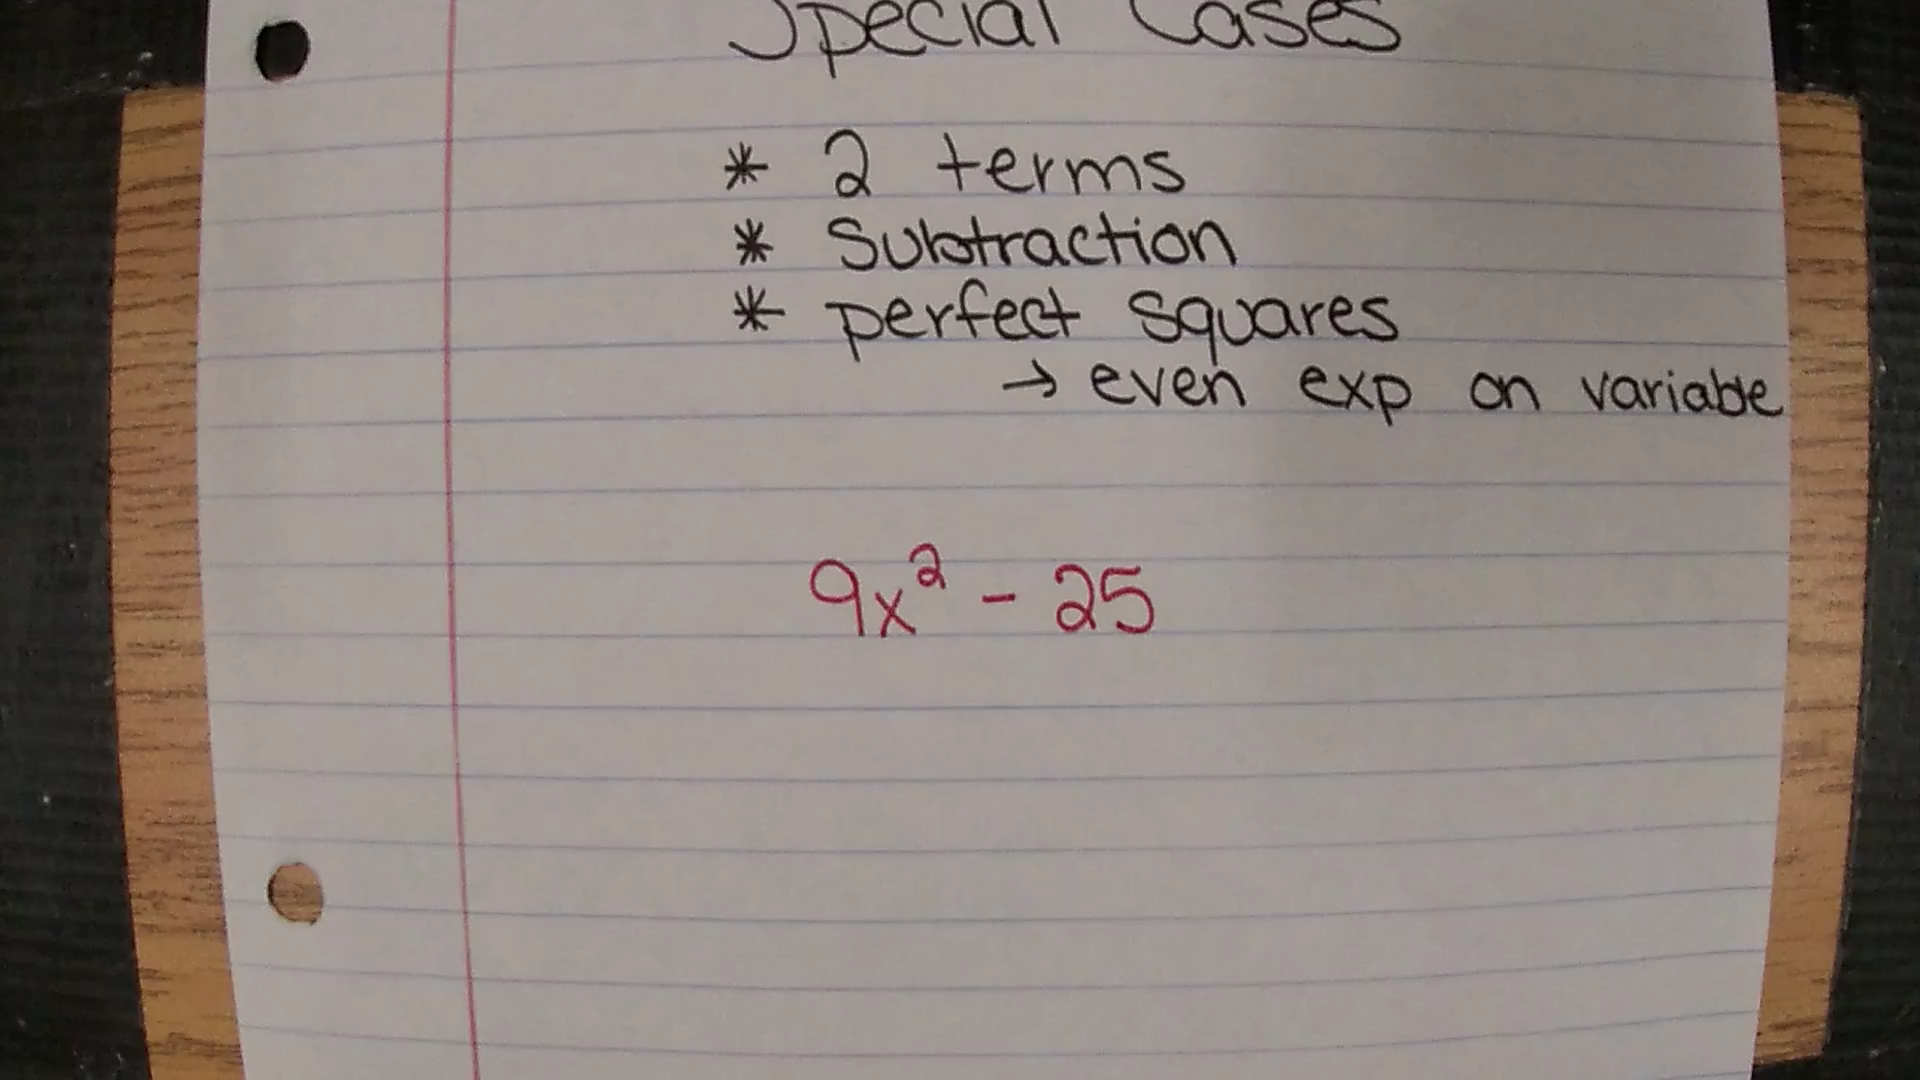 Special Cases
* 2 terms
* Subtraction
* perfect squares
→ even exp on variable
9x² - 25